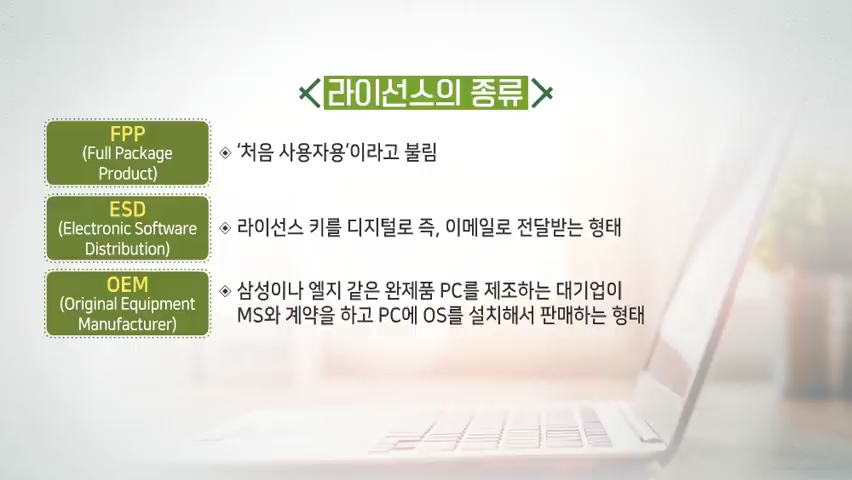 라이선스의 종류
FPP
(Full Package
Product)
'처음 사용자용'이라고 불림
ESD
(Electronic Software
Distribution)
라이선스 키를 디지털로 즉, 이메일로 전달받는 형태
OEM
(Original Equipment
Manufacturer)
삼성이나 엘지 같은 완제품 PC를 제조하는 대기업이
MS와 계약을 하고 PC에 OS를 설치해서 판매하는 형태